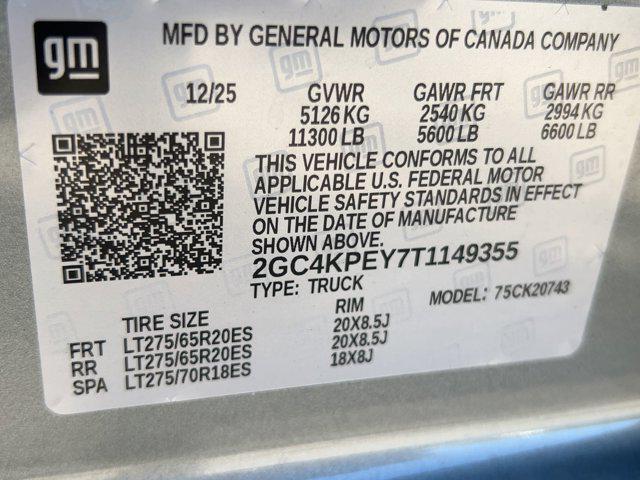 gm
MFD BY GENERAL MOTORS OF CANADA COMPANY
12/25 GVWR GAWR FRT GAWR RR
5126 KG 2540 KG 2994 KG
11300 LB 5600 LB 6600 LB
THIS VEHICLE CONFORMS TO ALL
APPLICABLE U.S. FEDERAL MOTOR
VEHICLE SAFETY STANDARDS IN EFFECT
ON THE DATE OF MANUFACTURE
SHOWN ABOVE.
2GC4KPEY7T1149355
TYPE: TRUCK MODEL: 75CK20743
TIRE SIZE RIM
FRT LT275/65R20ES 20X8.5J
RR LT275/65R20ES 20X8.5J
SPA LT275/70R18ES 18X8J